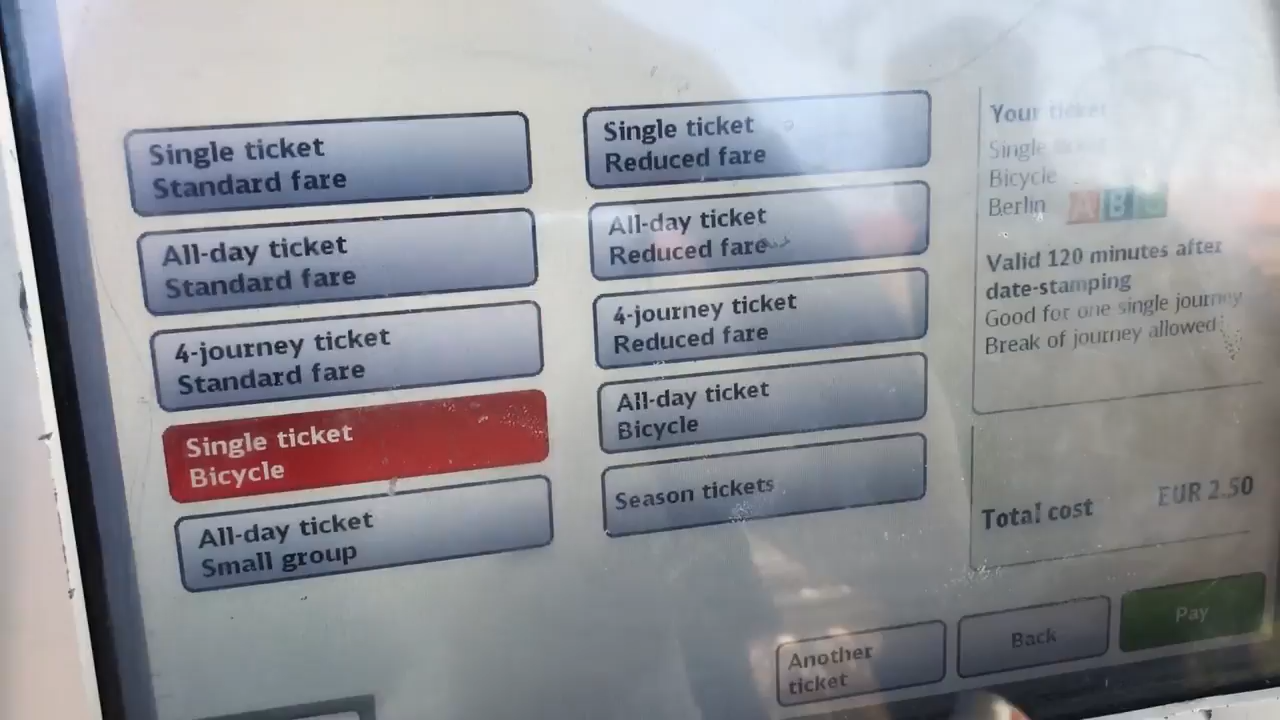 Single ticket
Standard fare
Single ticket
Reduced fare
All-day ticket
Standard fare
All-day ticket
Reduced fare
4-journey ticket
Standard fare
4-journey ticket
Reduced fare
Single ticket
Bicycle
All-day ticket
Bicycle
All-day ticket
Small group
Season tickets
Your ticket
Single ticket
Bicycle
Berlin A B C
Valid 120 minutes after
date-stamping
Good for one single journey
Break of journey allowed
Total cost EUR 2.50
Another
ticket
Back
Pay